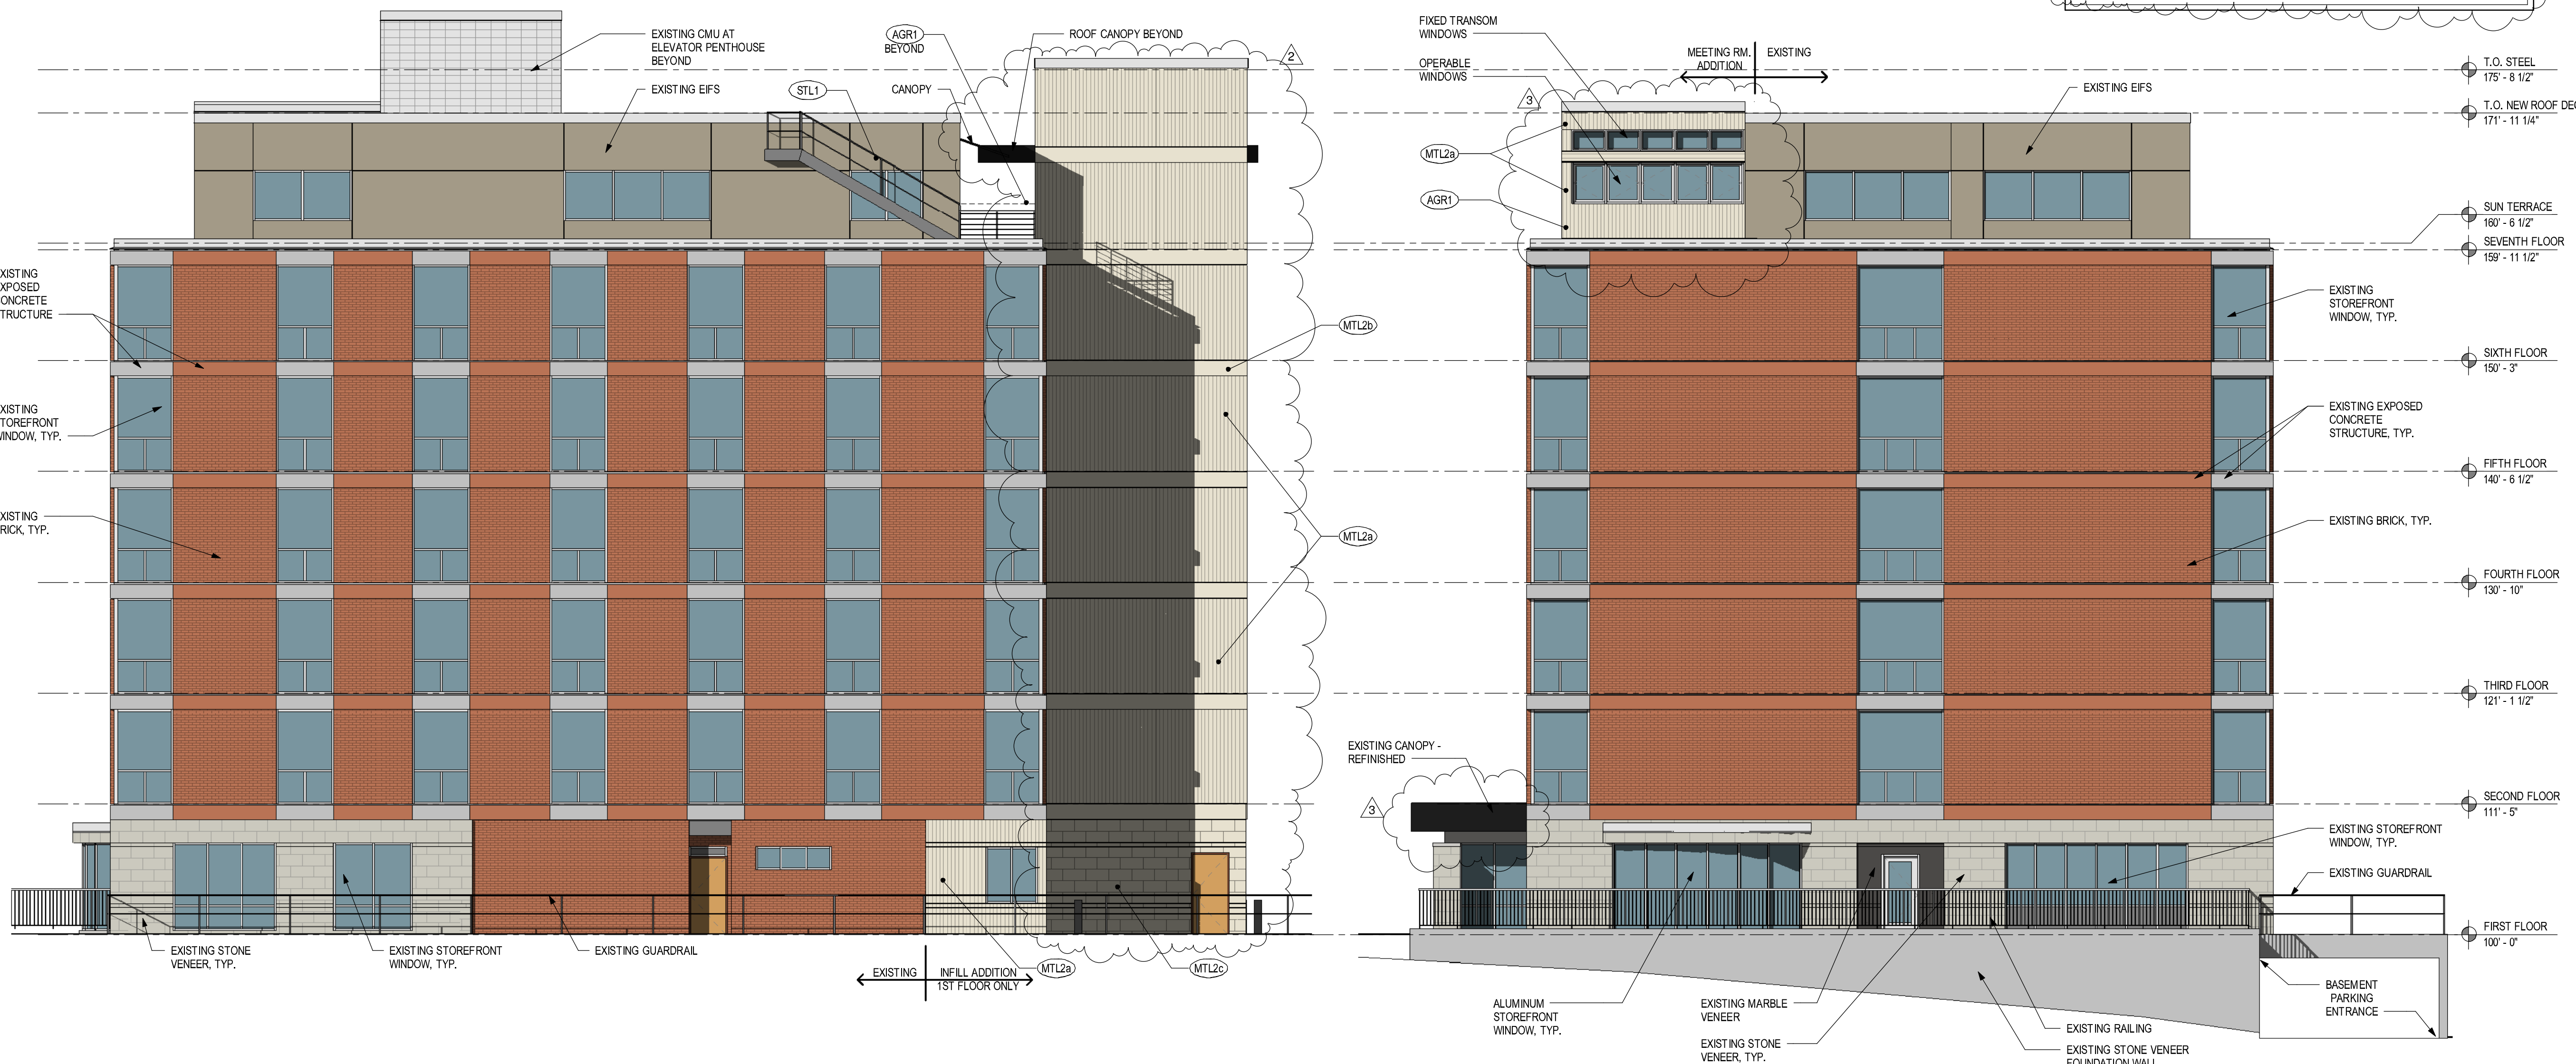 EXISTING CMU AT
ELEVATOR PENTHOUSE
BEYOND
EXISTING EIFS
STL1
AGR1
BEYOND
CANOPY
ROOF CANOPY BEYOND
2
MTL2b
MTL2a
XISTING
XPOSED
ONCRETE
TRUCTURE
XISTING
TOREFRONT
WINDOW, TYP.
XISTING
RICK, TYP.
EXISTING STONE
VENEER, TYP.
EXISTING STOREFRONT
WINDOW, TYP.
EXISTING GUARDRAIL
EXISTING
INFILL ADDITION
1ST FLOOR ONLY
MTL2a
MTL2c
FIXED TRANSOM
WINDOWS
OPERABLE
WINDOWS
MEETING RM.
ADDITION
EXISTING
3
MTL2a
AGR1
EXISTING EIFS
EXISTING
STOREFRONT
WINDOW, TYP.
EXISTING EXPOSED
CONCRETE
STRUCTURE, TYP.
EXISTING BRICK, TYP.
EXISTING CANOPY -
REFINISHED
3
EXISTING STOREFRONT
WINDOW, TYP.
EXISTING GUARDRAIL
ALUMINUM
STOREFRONT
WINDOW, TYP.
EXISTING MARBLE
VENEER
EXISTING STONE
VENEER, TYP.
EXISTING RAILING
EXISTING STONE VENEER
FOUNDATION WALL
BASEMENT
PARKING
ENTRANCE
T.O. STEEL
175' - 8 1/2"
T.O. NEW ROOF DEC
171' - 11 1/4"
SUN TERRACE
160' - 6 1/2"
SEVENTH FLOOR
159' - 11 1/2"
SIXTH FLOOR
150' - 3"
FIFTH FLOOR
140' - 6 1/2"
FOURTH FLOOR
130' - 10"
THIRD FLOOR
121' - 1 1/2"
SECOND FLOOR
111' - 5"
FIRST FLOOR
100' - 0"